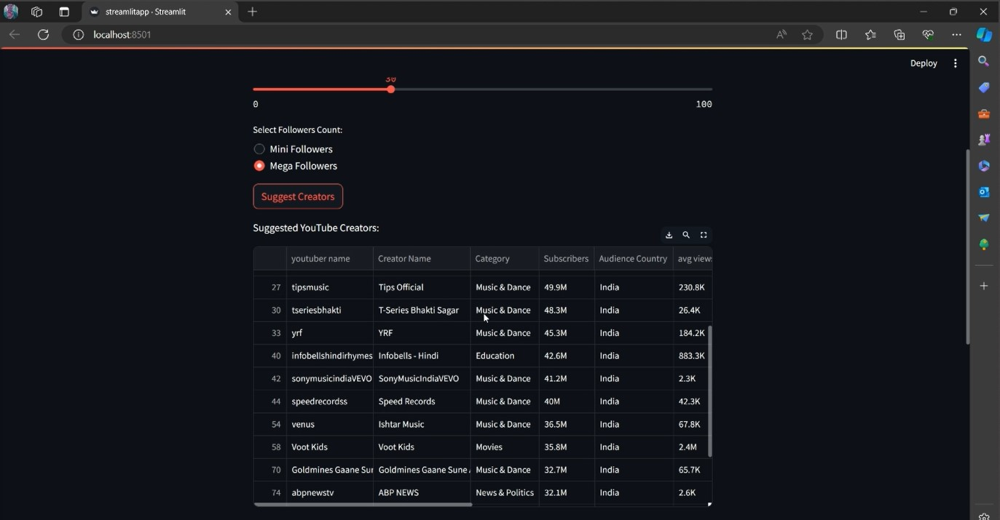 streamlitapp · Streamlit
localhost:8501
Deploy
30
0 100
Select Followers Count:
Mini Followers
Mega Followers
Suggest Creators
Suggested YouTube Creators:
youtuber name Creator Name Category Subscribers Audience Country avg view
27 tipsmusic Tips Official Music & Dance 49.9M India 230.8K
30 tseriesbhakti T-Series Bhakti Sagar Music & Dance 48.3M India 26.4K
33 yrf YRF Music & Dance 45.3M India 184.2K
40 infobellshindirhymes Infobells - Hindi Education 42.6M India 883.3K
42 sonymusicindiaVEVO SonyMusicIndiaVEVO Music & Dance 41.2M India 2.3K
44 speedrecordss Speed Records Music & Dance 40M India 42.3K
54 venus Ishtar Music Music & Dance 36.5M India 67.8K
58 Voot Kids Voot Kids Movies 35.8M India 2.4M
70 Goldmines Gaane Sun Goldmines Gaane Sune Music & Dance 32.7M India 65.7K
74 abpnewstv ABP NEWS News & Politics 32.1M India 2.6K